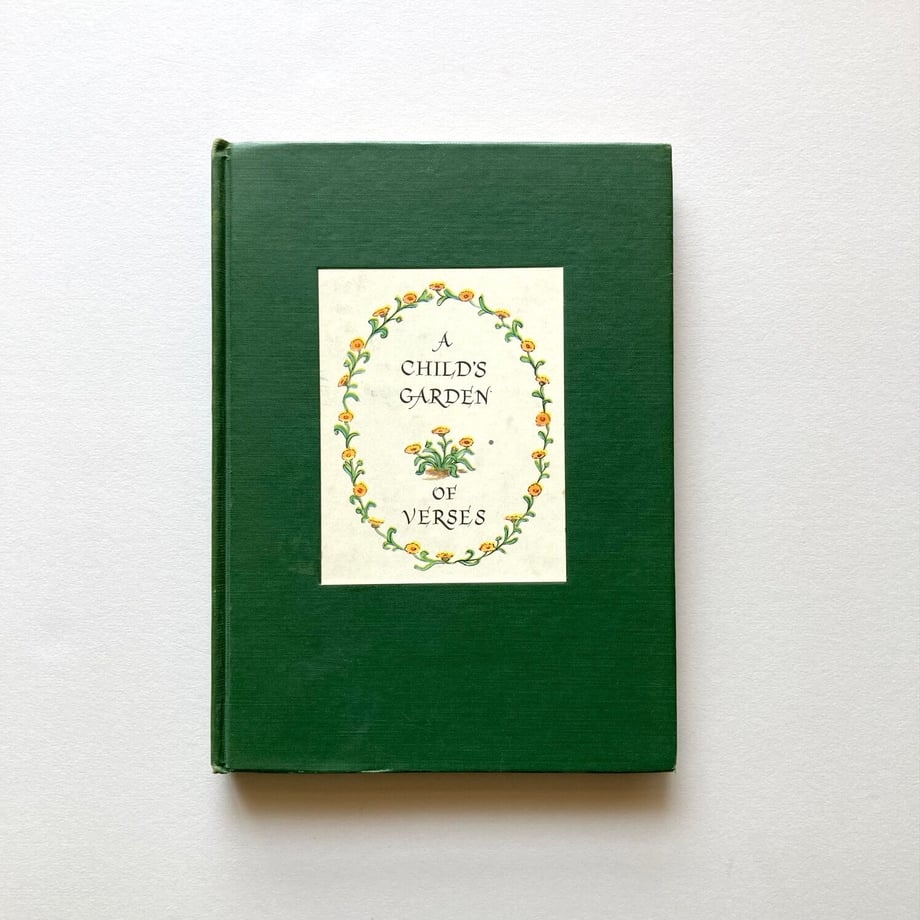 A
CHILD'S
GARDEN
OF
VERSES